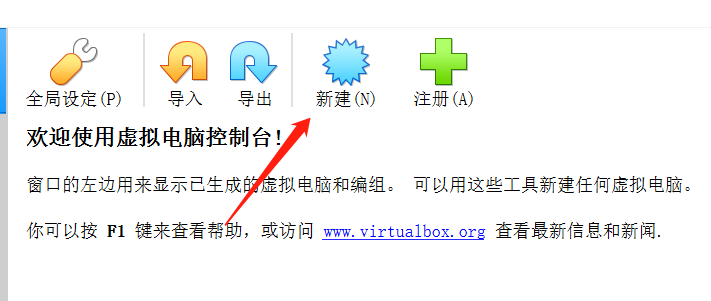 全局设定(P) 导入 导出 新建(N) 注册(A)
欢迎使用虚拟电脑控制台!
窗口的左边用来显示已生成的虚拟电脑和编组。 可以用这些工具新建任何虚拟电脑。
你可以按 F1 键来查看帮助，或访问 www.virtualbox.org 查看最新信息和新闻.